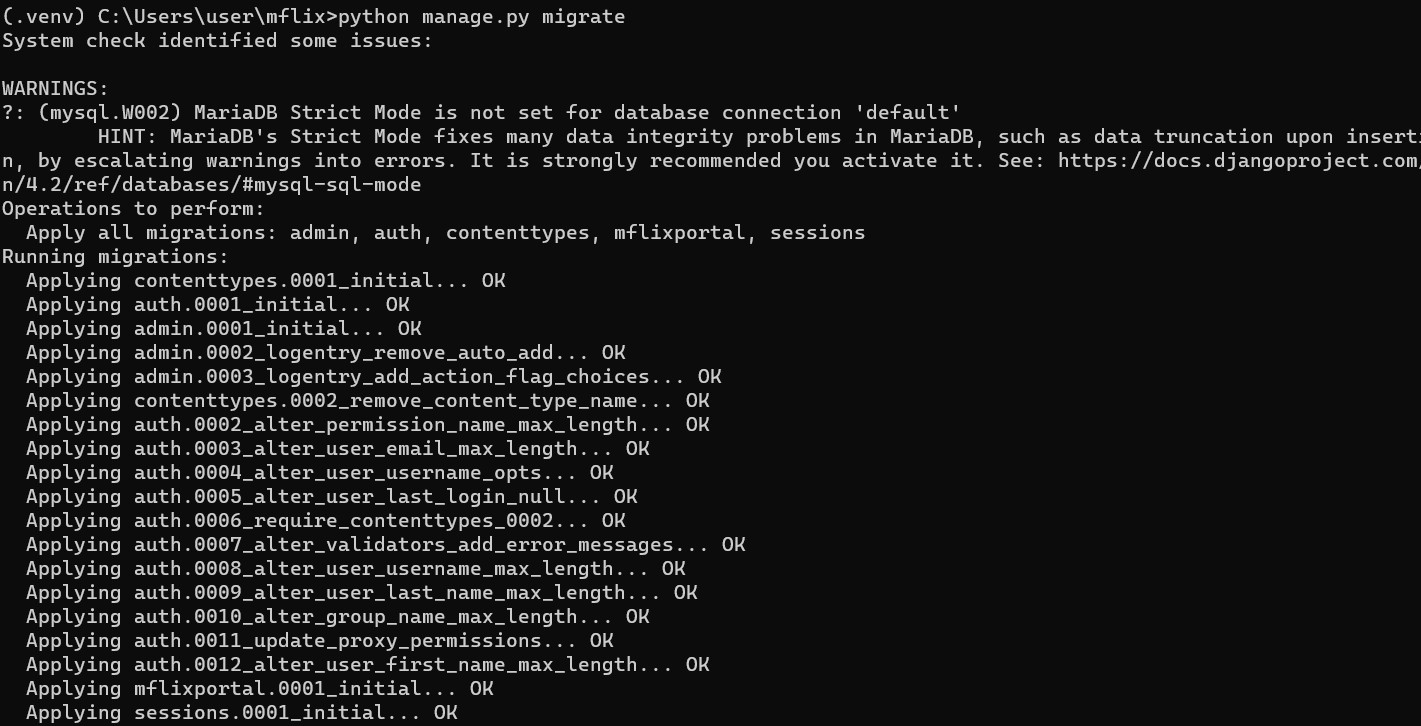 (.venv) C:\Users\user\mflix>python manage.py migrate
System check identified some issues:
WARNINGS:
?: (mysql.W002) MariaDB Strict Mode is not set for database connection 'default'
HINT: MariaDB's Strict Mode fixes many data integrity problems in MariaDB, such as data truncation upon inserti
n, by escalating warnings into errors. It is strongly recommended you activate it. See: https://docs.djangoproject.com/
n/4.2/ref/databases/#mysql-sql-mode
Operations to perform:
Apply all migrations: admin, auth, contenttypes, mflixportal, sessions
Running migrations:
Applying contenttypes.0001_initial... OK
Applying auth.0001_initial... OK
Applying admin.0001_initial... OK
Applying admin.0002_logentry_remove_auto_add... OK
Applying admin.0003_logentry_add_action_flag_choices... OK
Applying contenttypes.0002_remove_content_type_name... OK
Applying auth.0002_alter_permission_name_max_length... OK
Applying auth.0003_alter_user_email_max_length... OK
Applying auth.0004_alter_user_username_opts... OK
Applying auth.0005_alter_user_last_login_null... OK
Applying auth.0006_require_contenttypes_0002... OK
Applying auth.0007_alter_validators_add_error_messages... OK
Applying auth.0008_alter_user_username_max_length... OK
Applying auth.0009_alter_user_last_name_max_length... OK
Applying auth.0010_alter_group_name_max_length... OK
Applying auth.0011_update_proxy_permissions... OK
Applying auth.0012_alter_user_first_name_max_length... OK
Applying mflixportal.0001_initial... OK
Applying sessions.0001_initial... OK